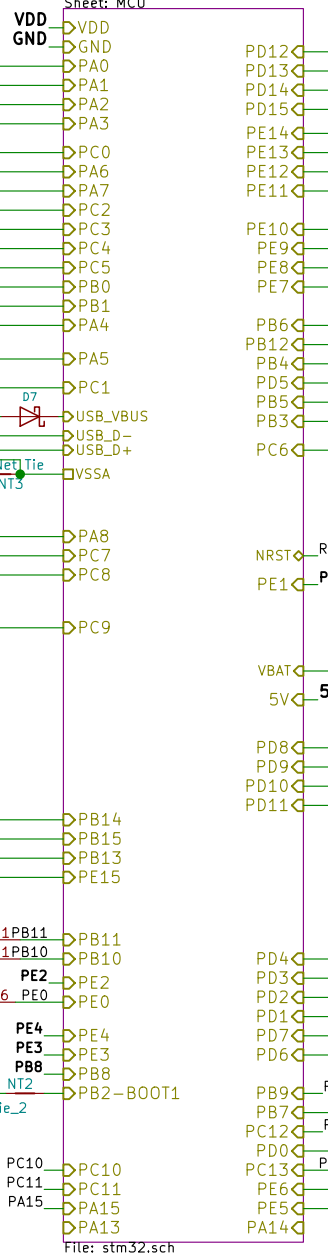 Sheet: MCU
VDD VDD
GND GND
PA0 PD12
PA1 PD13
PA2 PD14
PA3 PD15
PE14
PC0 PE13
PA6 PE12
PA7 PE11
PC2
PC3 PE10
PC4 PE9
PC5 PE8
PB0 PE7
PB1
PA4 PB6
PB12
PA5 PB4
PD5
PC1 PB5
D7
USB_VBUS PB3
USB_D-
USB_D+ PC6
Net Tie
VSSA
NT3
PA8
PC7 NRST R
PC8 PE1 P
PC9
VBAT
5V 5
PD8
PD9
PD10
PD11
PB14
PB15
PB13
PE15
1PB11 PB11
1PB10 PB10 PD4
PE2 PE2 PD3
6 PE0 PE0 PD2
PD1
PE4 PE4 PD7
PE3 PE3 PD6
PB8 PB8
NT2
PB2-BOOT1 PB9
ie_2 PB7
PC12
PD0
PC10 PC10 PC13 P
PC11 PC11 PE6
PA15 PA15 PE5
PA13 PA14
File: stm32.sch